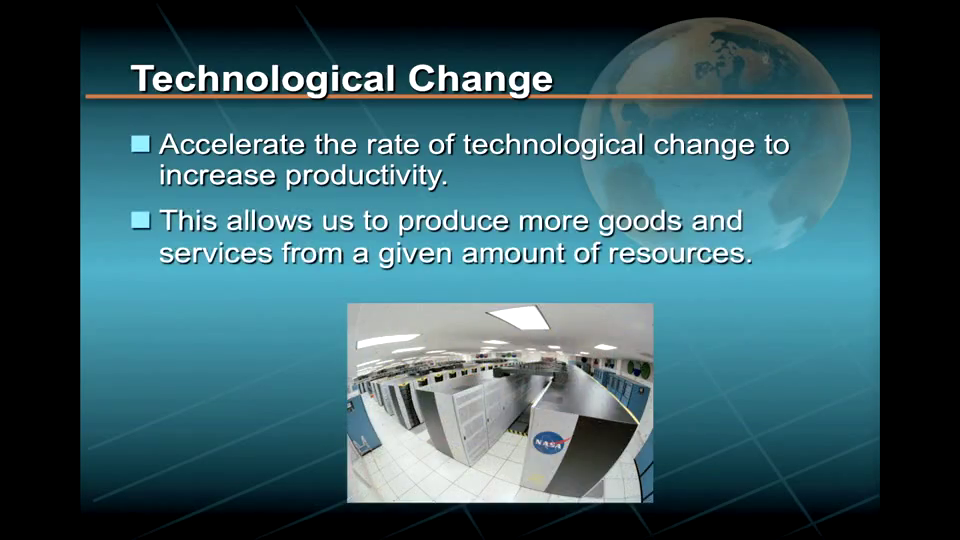 Technological Change
Accelerate the rate of technological change to
increase productivity.
This allows us to produce more goods and
services from a given amount of resources.
NASA